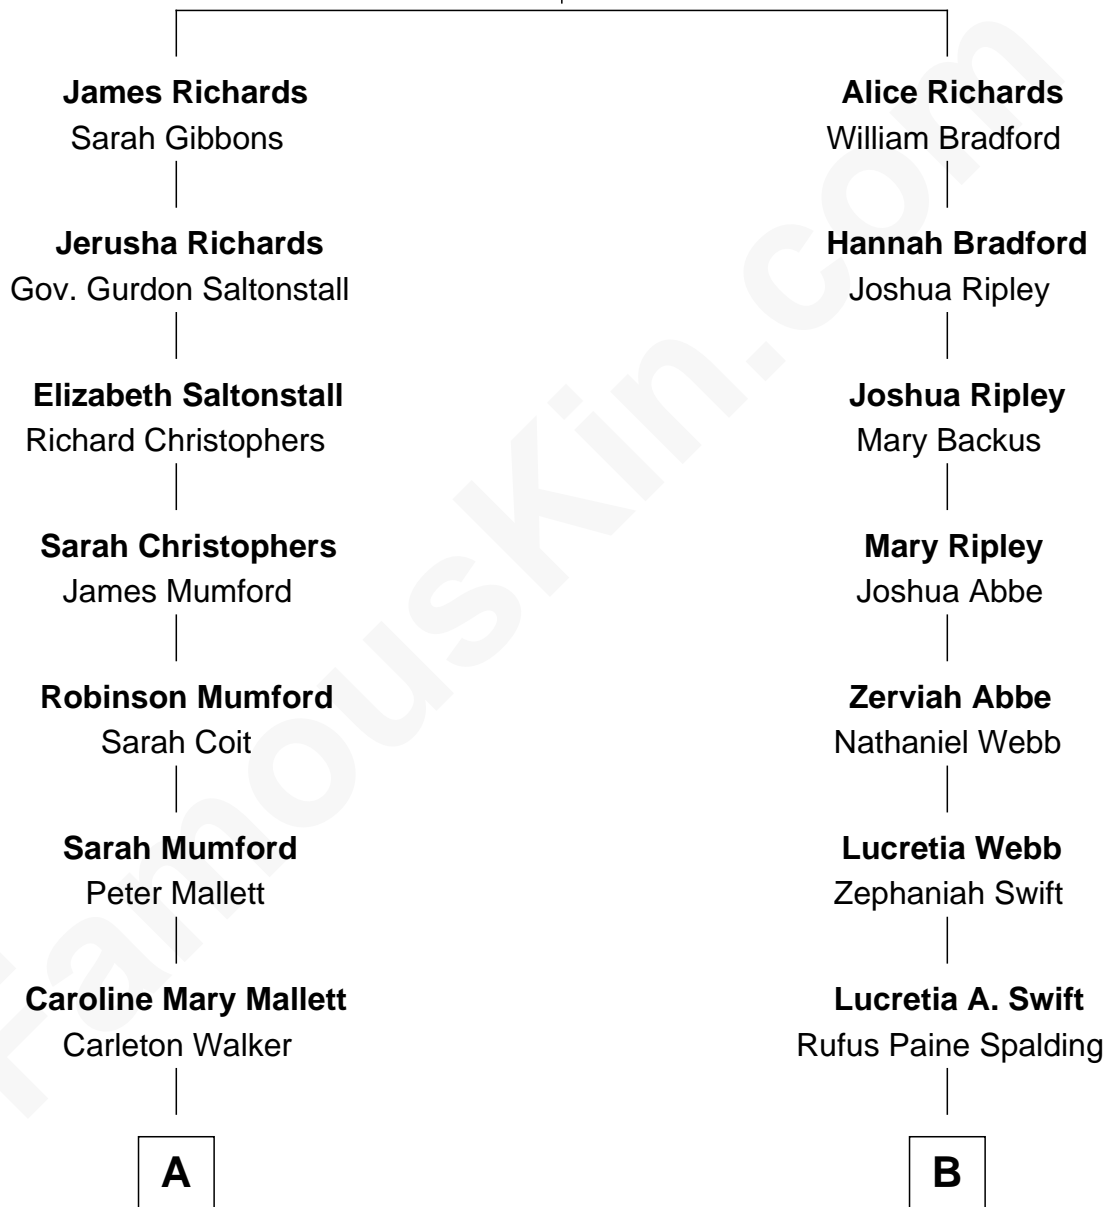 James Richards
Sarah Gibbons
Jerusha Richards
Gov. Gurdon Saltonstall
Elizabeth Saltonstall
Richard Christophers
Sarah Christophers
James Mumford
Robinson Mumford
Sarah Coit
Sarah Mumford
Peter Mallett
Caroline Mary Mallett
Carleton Walker
A
Alice Richards
William Bradford
Hannah Bradford
Joshua Ripley
Joshua Ripley
Mary Backus
Mary Ripley
Joshua Abbe
Zerviah Abbe
Nathaniel Webb
Lucretia Webb
Zephaniah Swift
Lucretia A. Swift
Rufus Paine Spalding
B
FamousKin.com